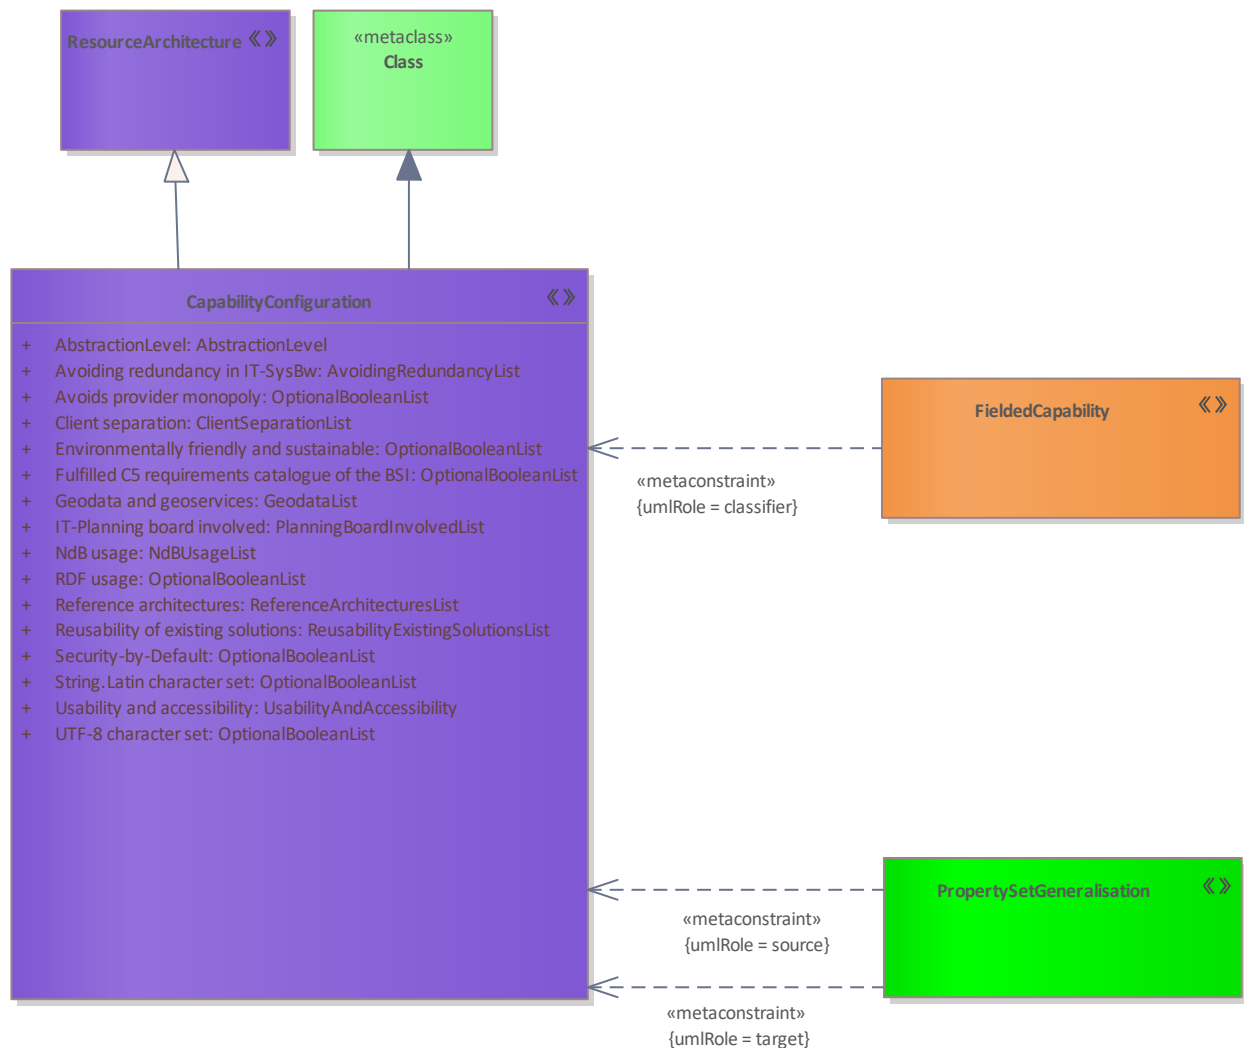 ResourceArchitecture «»
«metaclass»
Class
CapabilityConfiguration «»
+ AbstractionLevel: AbstractionLevel
+ Avoiding redundancy in IT-SysBw: AvoidingRedundancyList
+ Avoids provider monopoly: OptionalBooleanList
+ Client separation: ClientSeparationList
+ Environmentally friendly and sustainable: OptionalBooleanList
+ Fulfilled C5 requirements catalogue of the BSI: OptionalBooleanList
+ Geodata and geoservices: GeodataList
+ IT-Planning board involved: PlanningBoardInvolvedList
+ NdB usage: NdBUsageList
+ RDF usage: OptionalBooleanList
+ Reference architectures: ReferenceArchitecturesList
+ Reusability of existing solutions: ReusabilityExistingSolutionsList
+ Security-by-Default: OptionalBooleanList
+ String.Latin character set: OptionalBooleanList
+ Usability and accessibility: UsabilityAndAccessibility
+ UTF-8 character set: OptionalBooleanList
FieldedCapability «»
«metaconstraint»
{umlRole = classifier}
PropertySetGeneralisation «»
«metaconstraint»
{umlRole = source}
«metaconstraint»
{umlRole = target}